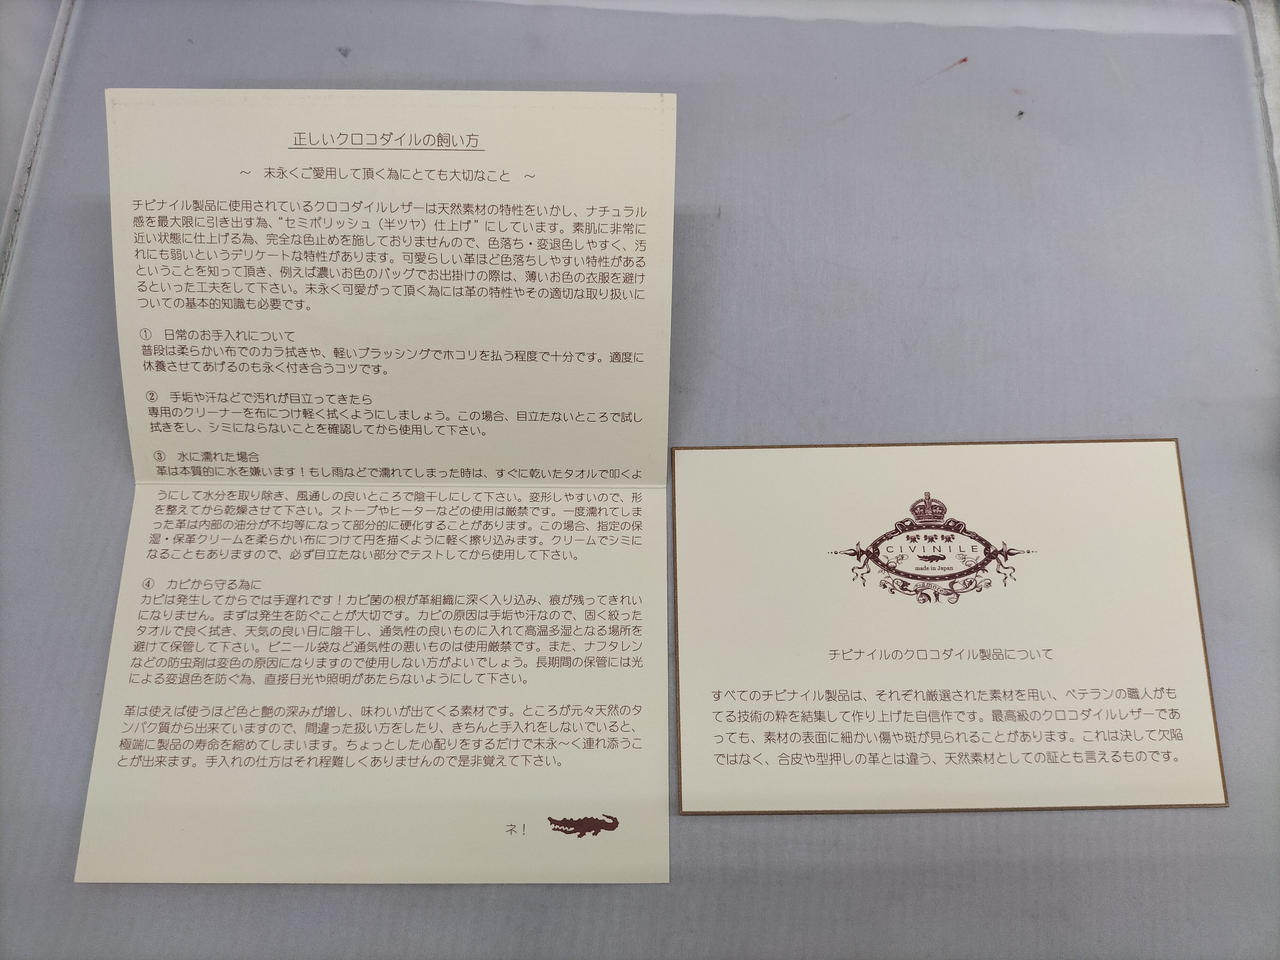 正しいクロコダイルの飼い方
～ 末永くご愛用して頂く為にとても大切なこと ～
チビナイル製品に使用されているクロコダイルレザーは天然素材の特性をいかし、ナチュラル
感を最大限に引き出す為、“セミポリッシュ（半ツヤ）仕上げ”にしています。素肌に非常に
近い状態に仕上げる為、完全な色止めを施しておりませんので、色落ち・変退色しやすく、汚
れにも弱いというデリケートな特性があります。可愛らしい革ほど色落ちしやすい特性がある
ということを知って頂き、例えば濃いお色のバッグでお出掛けの際は、薄いお色の衣服を避け
るといった工夫をして下さい。末永く可愛がって頂く為には革の特性やその適切な取り扱いに
ついての基本的知識も必要です。
① 日常のお手入れについて
普段は柔らかい布でのカラ拭きや、軽いブラッシングでホコリを払う程度で十分です。適度に
休養させてあげるのも永く付き合うコツです。
② 手垢や汗などで汚れが目立ってきたら
専用のクリーナーを布につけ軽く拭くようにしましょう。この場合、目立たないところで試し
拭きをし、シミにならないことを確認してから使用して下さい。
③ 水に濡れた場合
革は本質的に水を嫌います！もし雨などで濡れてしまった時は、すぐに乾いたタオルで叩くよ
うにして水分を取り除き、風通しの良いところで陰干しにして下さい。変形しやすいので、形
を整えてから乾燥させて下さい。ストーブやヒーターなどの使用は厳禁です。一度濡れてしま
った革は内部の油分が不均等になって部分的に硬化することがあります。この場合、指定の保
湿・保革クリームを柔らかい布につけて円を描くように軽く擦り込みます。クリームでシミに
なることもありますので、必ず目立たない部分でテストしてから使用して下さい。
④ カビから守る為に
カビは発生してからでは手遅れです！カビ菌の根が革組織に深く入り込み、痕が残ってきれい
になりません。まずは発生を防ぐことが大切です。カビの原因は手垢や汗なので、固く絞った
タオルで良く拭き、天気の良い日に陰干し、通気性の良いものに入れて高温多湿となる場所を
避けて保管して下さい。ビニール袋など通気性の悪いものは使用厳禁です。また、ナフタレン
などの防虫剤は変色の原因になりますので使用しない方がよいでしょう。長期間の保管には光
による変退色を防ぐ為、直接日光や照明があたらないようにして下さい。
革は使えば使うほど色と艶の深みが増し、味わいが出てくる素材です。ところが元々天然のタ
ンパク質から出来ていますので、間違った扱い方をしたり、きちんと手入れをしないでいると、
極端に製品の寿命を縮めてしまいます。ちょっとした心配りをするだけで末永～く連れ添うこ
とが出来ます。手入れの仕方はそれ程難しくありませんので是非覚えて下さい。
ネ！
CIVINILE
made in Japan
チビナイルのクロコダイル製品について
すべてのチビナイル製品は、それぞれ厳選された素材を用い、ベテランの職人がも
てる技術の粋を結集して作り上げた自信作です。最高級のクロコダイルレザーであ
っても、素材の表面に細かい傷や斑が見られることがあります。これは決して欠陥
ではなく、合皮や型押しの革とは違う、天然素材としての証とも言えるものです。